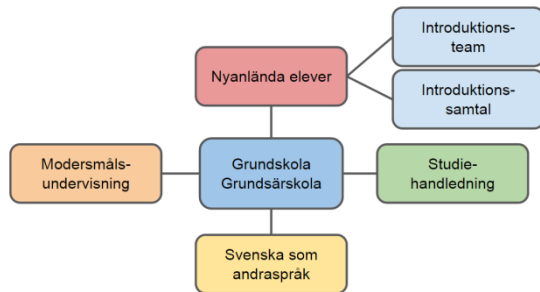 Introduktions-
team
Nyanlända elever
Introduktions-
samtal
Modersmåls-
undervisning
Grundskola
Grundsärskola
Studie-
handledning
Svenska som
andraspråk